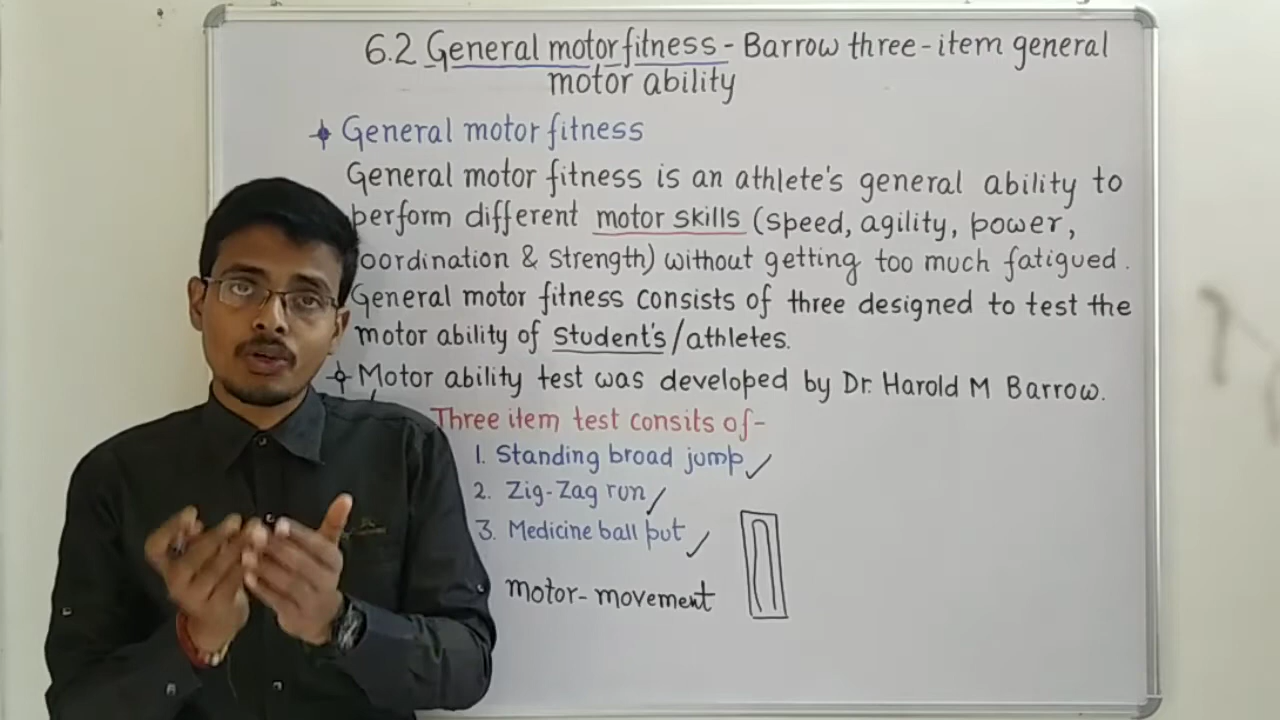 6.2 General motor fitness - Barrow three-item general
motor ability
General motor fitness
General motor fitness is an athlete's general ability to
perform different motor skills (speed, agility, power,
oordination & strength) without getting too much fatigued.
General motor fitness consists of three designed to test the
motor ability of student's/athletes.
Motor ability test was developed by Dr. Harold M Barrow.
Three item test consits of-
1. Standing broad jump
2. Zig-Zag run
3. Medicine ball put
motor-movement